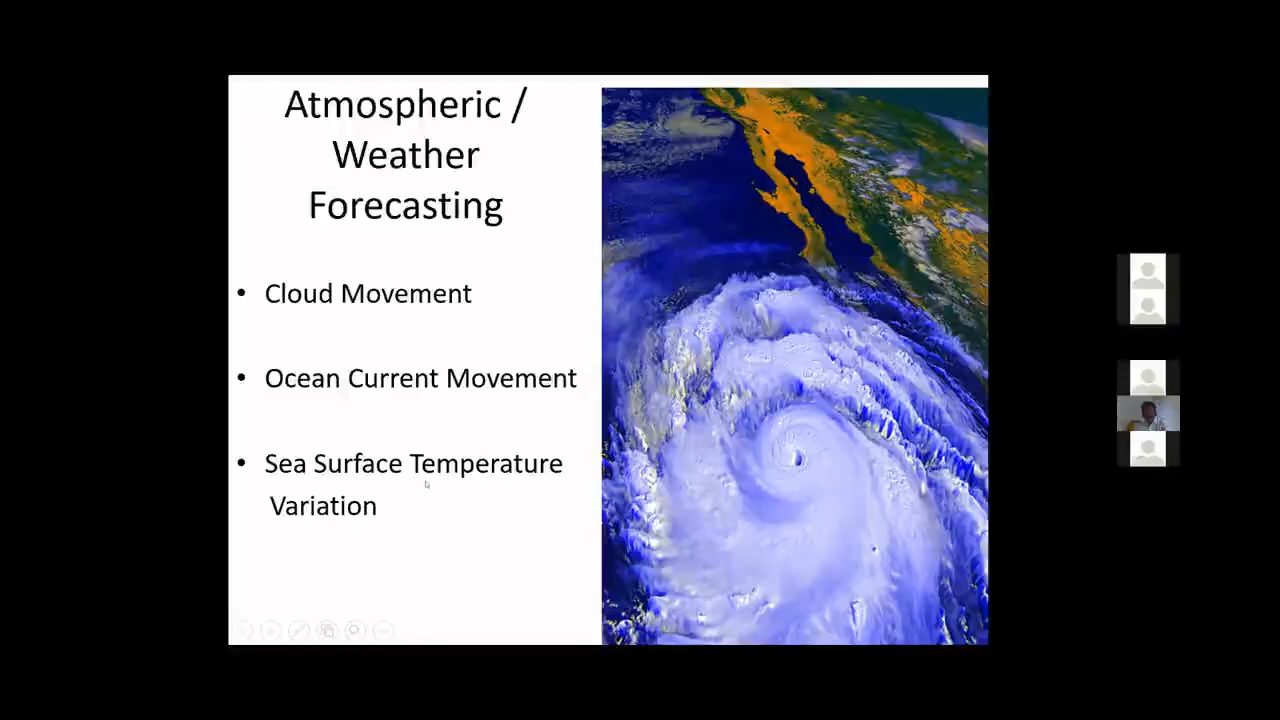 Atmospheric /
Weather
Forecasting
• Cloud Movement
• Ocean Current Movement
• Sea Surface Temperature
Variation